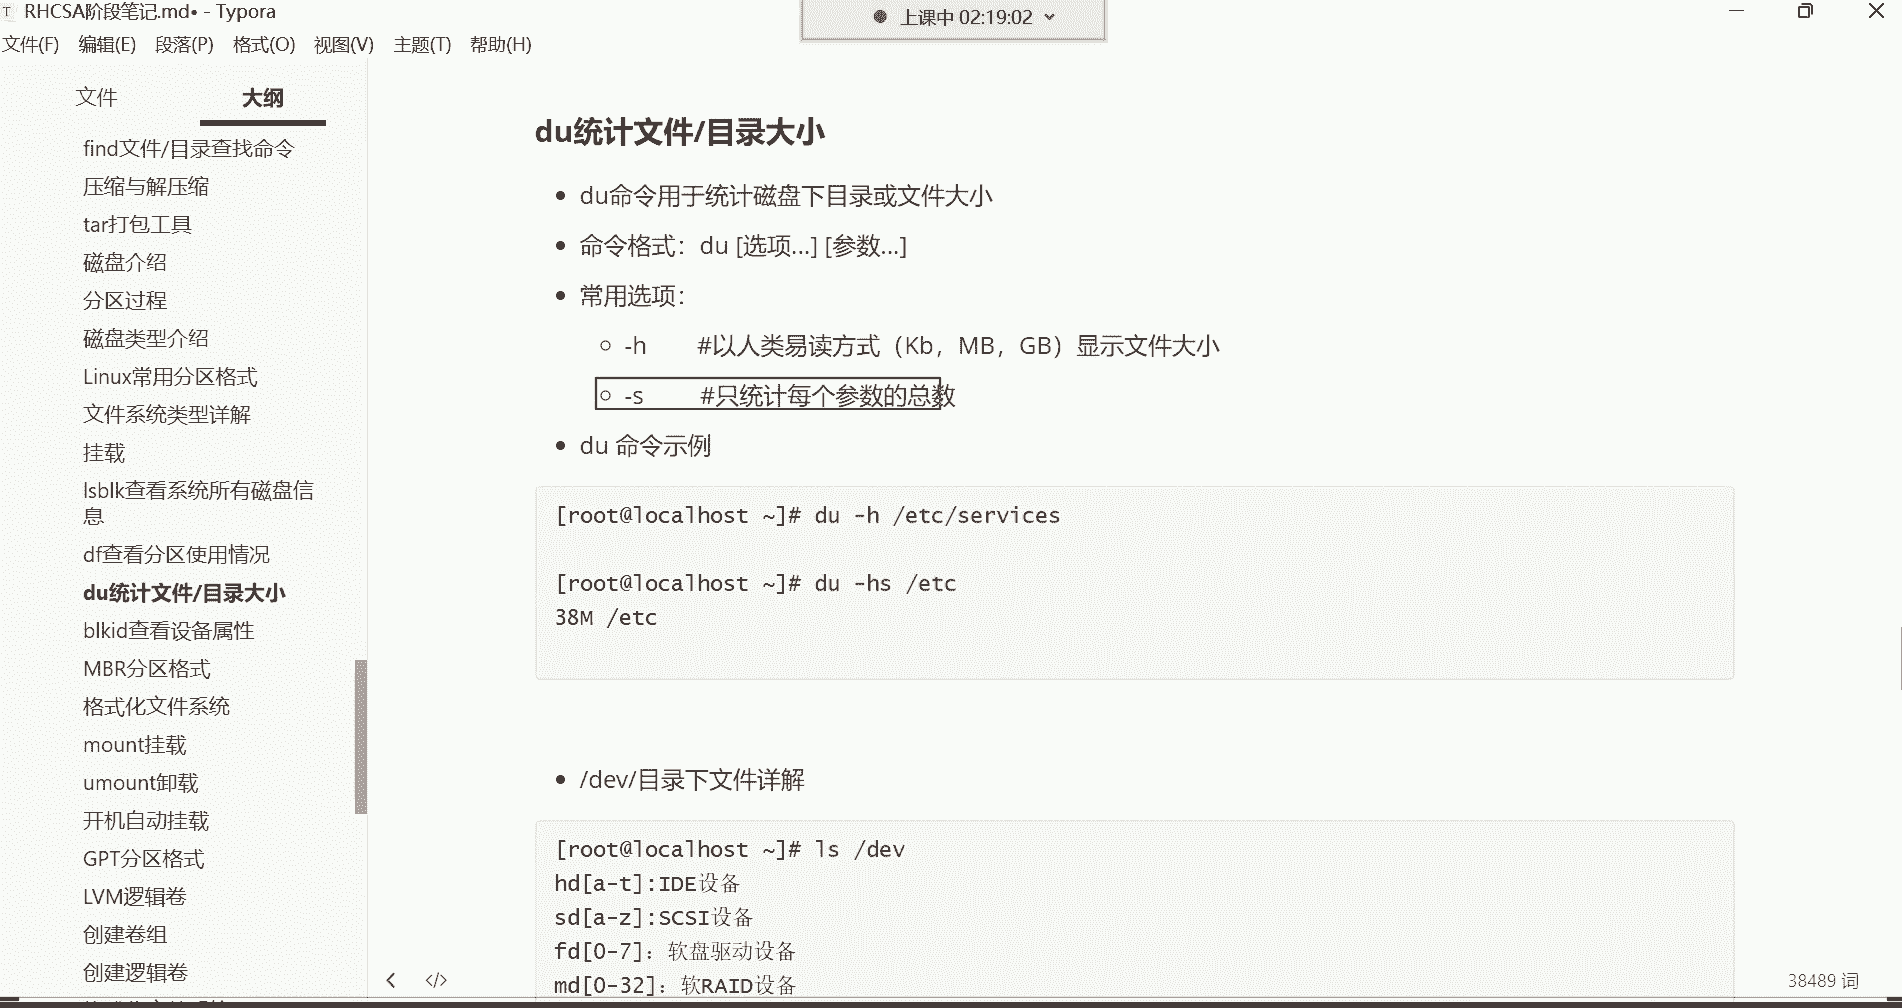 RHCSA阶段笔记.md• - Typora
上课中 02:19:02
文件(F) 编辑(E) 段落(P) 格式(O) 视图(V) 主题(T) 帮助(H)
文件 大纲
find文件/目录查找命令
压缩与解压缩
tar打包工具
磁盘介绍
分区过程
磁盘类型介绍
Linux常用分区格式
文件系统类型详解
挂载
lsblk查看系统所有磁盘信
息
df查看分区使用情况
du统计文件/目录大小
blkid查看设备属性
MBR分区格式
格式化文件系统
mount挂载
umount卸载
开机自动挂载
GPT分区格式
LVM逻辑卷
创建卷组
创建逻辑卷
du统计文件/目录大小
du命令用于统计磁盘下目录或文件大小
命令格式：du [选项...] [参数...]
常用选项：
-h #以人类易读方式（Kb，MB，GB）显示文件大小
-s #只统计每个参数的总数
du 命令示例
[root@localhost ~]# du -h /etc/services
[root@localhost ~]# du -hs /etc
38M /etc
/dev/目录下文件详解
[root@localhost ~]# ls /dev
hd[a-t]:IDE设备
sd[a-z]:SCSI设备
fd[0-7]：软盘驱动设备
md[0-32]：软RAID设备
38489 词